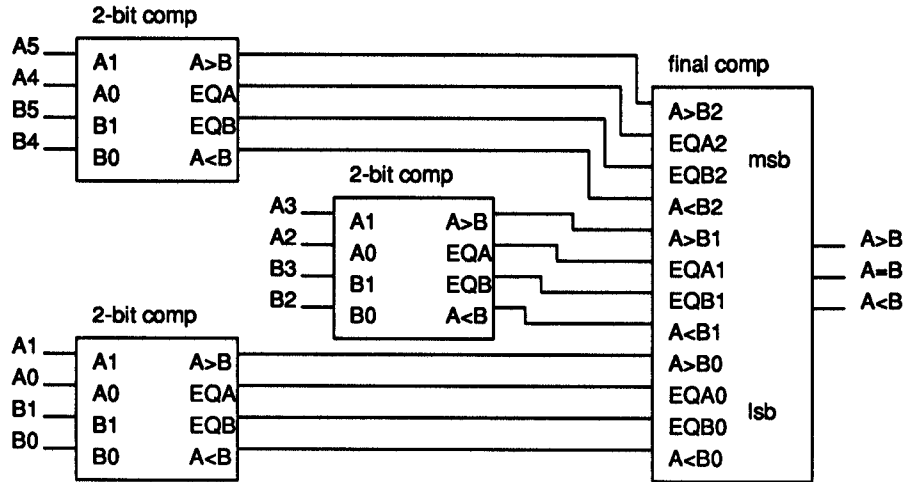 2-bit comp
A5
A4
B5
B4
A1 A>B
A0 EQA
B1 EQB
B0 A<B
2-bit comp
A3
A2
B3
B2
A1 A>B
A0 EQA
B1 EQB
B0 A<B
2-bit comp
A1
A0
B1
B0
A1 A>B
A0 EQA
B1 EQB
B0 A<B
final comp
A>B2
EQA2
msb
EQB2
A<B2
A>B1
EQA1
EQB1
A<B1
A>B0
EQA0
lsb
EQB0
A<B0
A>B
A=B
A<B